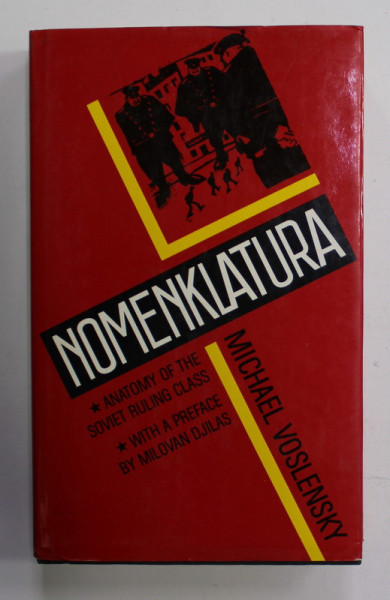 NOMENKLATURA
★ ANATOMY OF THE
SOVIET RULING CLASS
★ WITH A PREFACE
BY MILOVAN DJILAS
MICHAEL VOSLENSKY